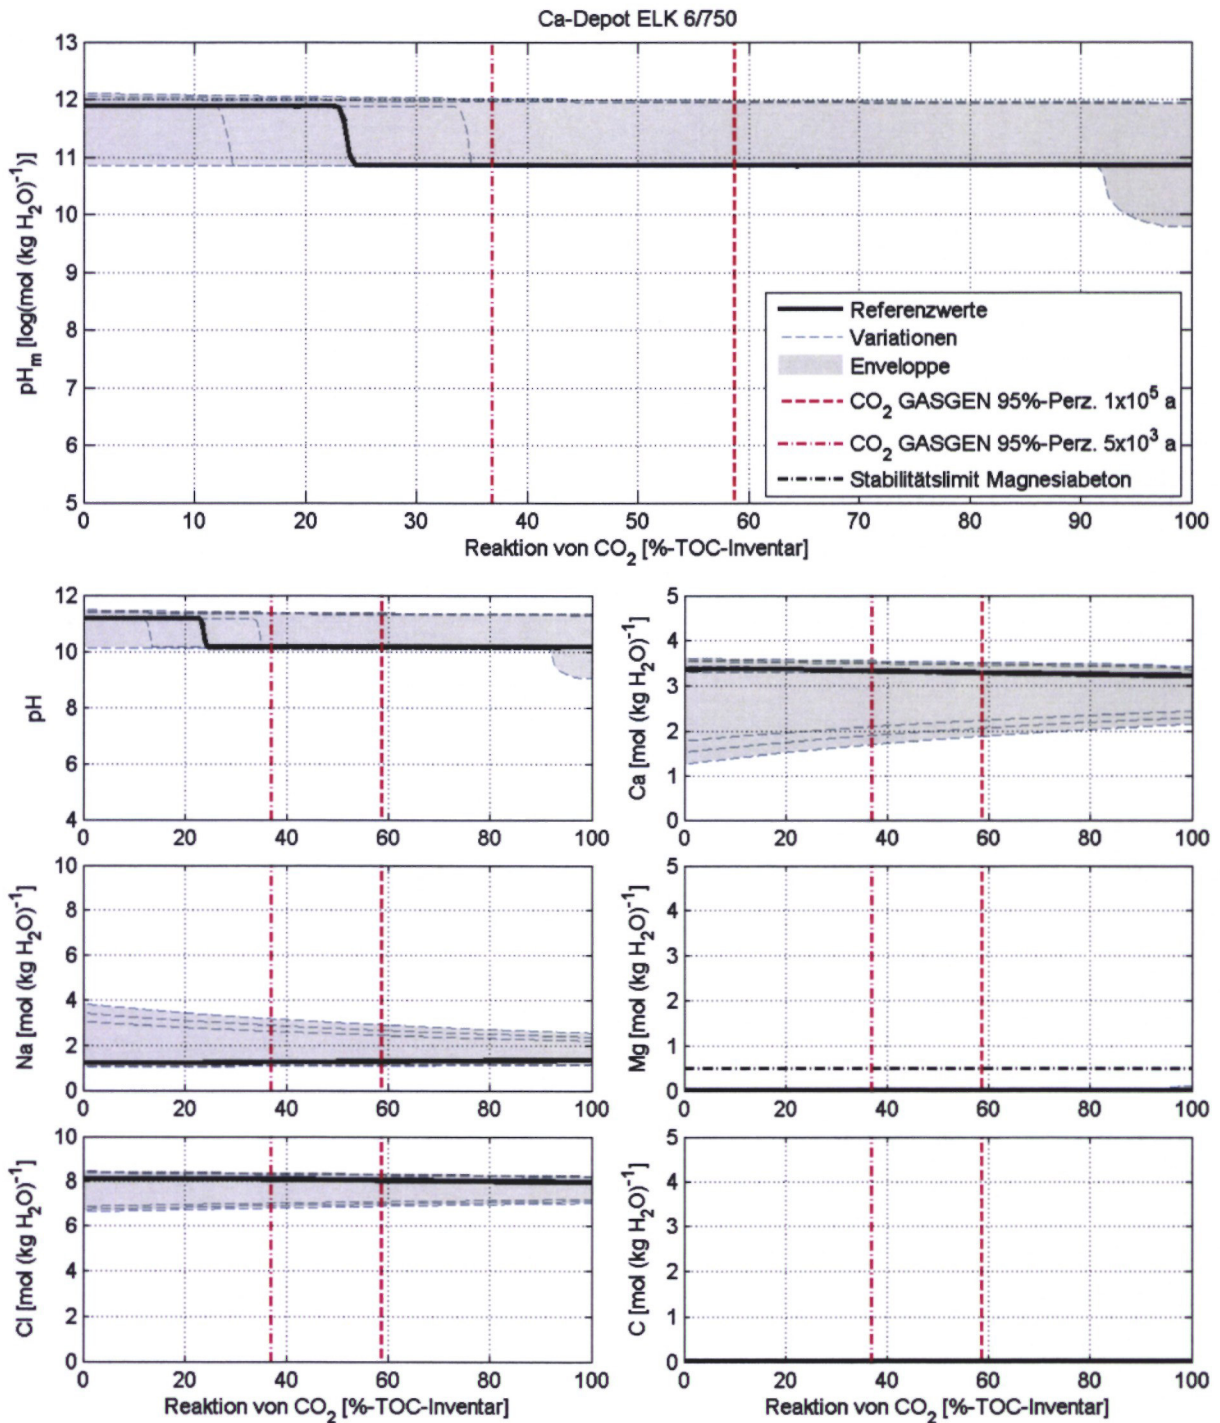 Ca-Depot ELK 6/750
13
12
11
10
9
8
7
6
5
0 10 20 30 40 50 60 70 80 90 100
pHₘ [log(mol (kg H₂O)⁻¹)]
Reaktion von CO₂ [%-TOC-Inventar]
Referenzwerte
Variationen
Enveloppe
CO₂ GASGEN 95%-Perz. 1x10⁵ a
CO₂ GASGEN 95%-Perz. 5x10³ a
Stabilitätslimit Magnesiabeton
12
10
8
6
4
0 20 40 60 80 100
pH
5
4
3
2
1
0
0 20 40 60 80 100
Ca [mol (kg H₂O)⁻¹]
10
8
6
4
2
0
0 20 40 60 80 100
Na [mol (kg H₂O)⁻¹]
5
4
3
2
1
0
0 20 40 60 80 100
Mg [mol (kg H₂O)⁻¹]
10
8
6
4
2
0
0 20 40 60 80 100
Cl [mol (kg H₂O)⁻¹]
Reaktion von CO₂ [%-TOC-Inventar]
5
4
3
2
1
0
0 20 40 60 80 100
C [mol (kg H₂O)⁻¹]
Reaktion von CO₂ [%-TOC-Inventar]